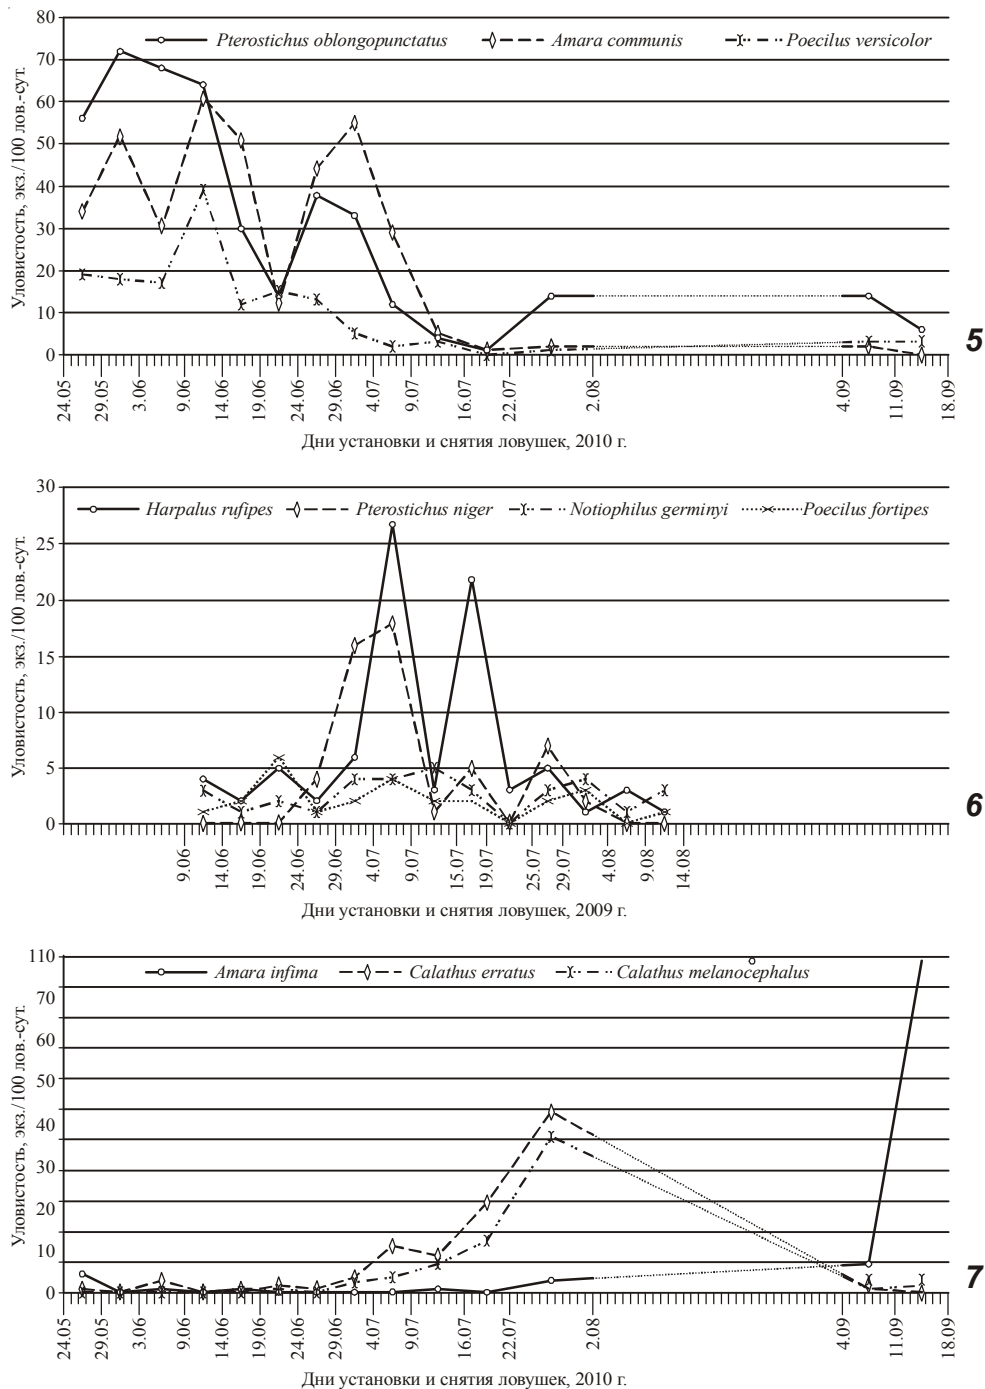 80
Pterostichus oblongopunctatus Amara communis Poecilus versicolor
70
60
50
40
30
20
10
0
Уловистость, экз./100 лов.-сут.
24.05 29.05 3.06 9.06 14.06 19.06 24.06 29.06 4.07 9.07 16.07 22.07 2.08 4.09 11.09 18.09
Дни установки и снятия ловушек, 2010 г.
5
30
Harpalus rufipes Pterostichus niger Notiophilus germinyi Poecilus fortipes
25
20
15
10
5
0
Уловистость, экз./100 лов.-сут.
9.06 14.06 19.06 24.06 29.06 4.07 9.07 15.07 19.07 25.07 29.07 4.08 9.08 14.08
Дни установки и снятия ловушек, 2009 г.
6
110
Amara infima Calathus erratus Calathus melanocephalus
70
60
50
40
30
20
10
0
Уловистость, экз./100 лов.-сут.
24.05 29.05 3.06 9.06 14.06 19.06 24.06 29.06 4.07 9.07 16.07 22.07 2.08 4.09 11.09 18.09
Дни установки и снятия ловушек, 2010 г.
7